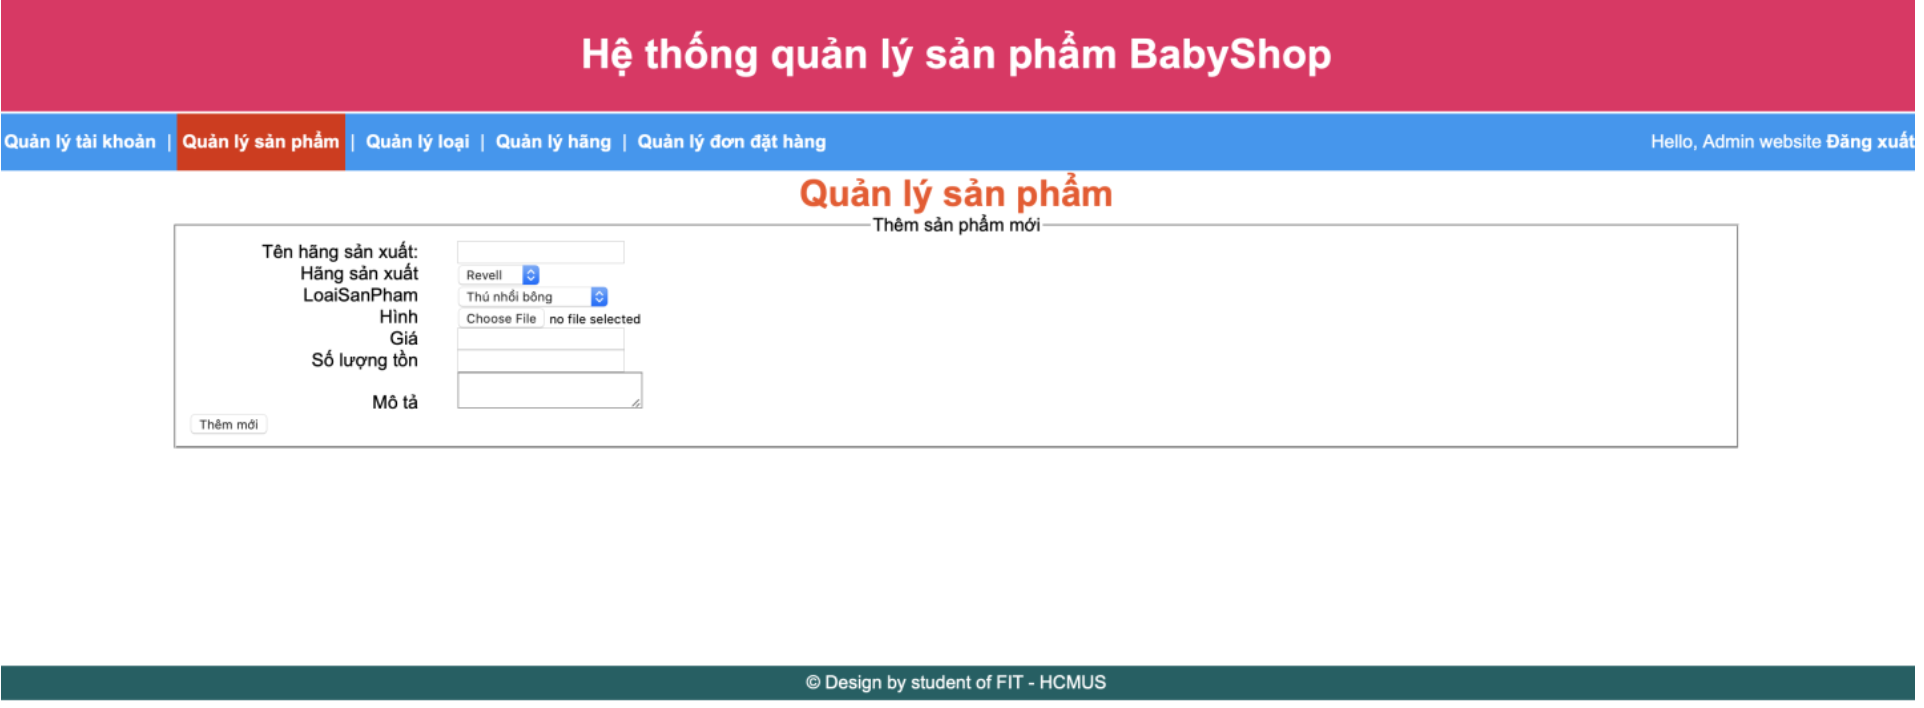 Hệ thống quản lý sản phẩm BabyShop
Quản lý tài khoản | Quản lý sản phẩm | Quản lý loại | Quản lý hãng | Quản lý đơn đặt hàng Hello, Admin website Đăng xuất
Quản lý sản phẩm
Thêm sản phẩm mới
Tên hãng sản xuất:
Hãng sản xuất Revell
LoaiSanPham Thú nhồi bông
Hình Choose File no file selected
Giá
Số lượng tồn
Mô tả
Thêm mới
© Design by student of FIT - HCMUS